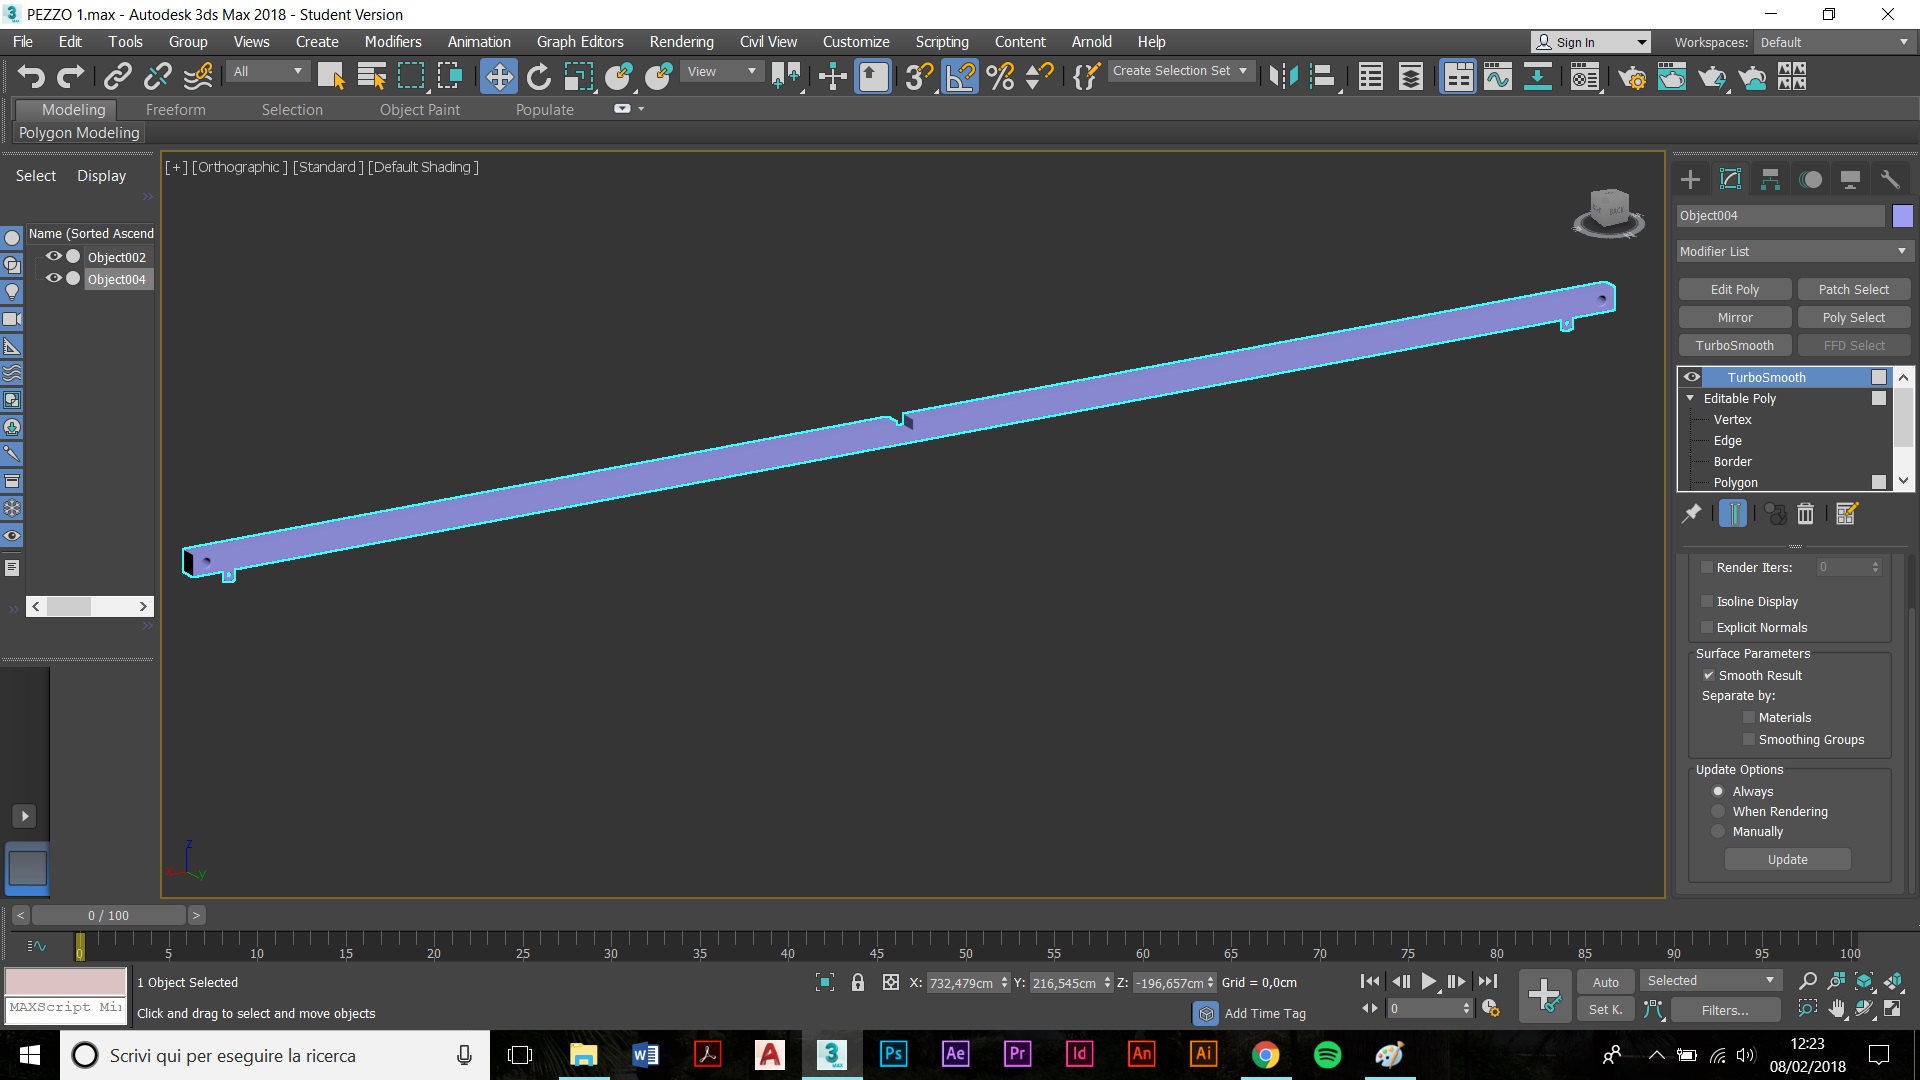 PEZZO 1.max - Autodesk 3ds Max 2018 - Student Version
File Edit Tools Group Views Create Modifiers Animation Graph Editors Rendering Civil View Customize Scripting Content Arnold Help
Sign In
Workspaces: Default
All
View
Create Selection Set
Modeling Freeform Selection Object Paint Populate
Polygon Modeling
Select Display
[+] [Orthographic ] [Standard ] [Default Shading ]
Name (Sorted Ascend
Object002
Object004
BACK
Object004
Modifier List
Edit Poly Patch Select
Mirror Poly Select
TurboSmooth FFD Select
TurboSmooth
Editable Poly
Vertex
Edge
Border
Polygon
Render Iters: 0
Isoline Display
Explicit Normals
Surface Parameters
Smooth Result
Separate by:
Materials
Smoothing Groups
Update Options
Always
When Rendering
Manually
Update
z
x y
< 0 / 100 >
0 5 10 15 20 25 30 35 40 45 50 55 60 65 70 75 80 85 90 95 100
1 Object Selected
X: 732,479cm Y: 216,545cm Z: -196,657cm Grid = 0,0cm
Auto Selected
MAXScript Mi
Click and drag to select and move objects
Add Time Tag
0
Set K. Filters...
Scrivi qui per eseguire la ricerca
Ps Ae Pr Id An Ai
12:23
08/02/2018